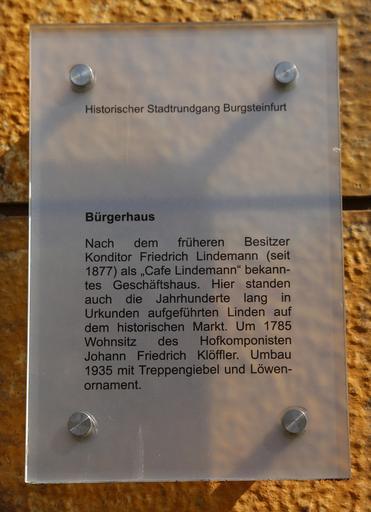 Historischer Stadtrundgang Burgsteinfurt
Bürgerhaus
Nach dem früheren Besitzer
Konditor Friedrich Lindemann (seit
1877) als „Cafe Lindemann“ bekann-
tes Geschäftshaus. Hier standen
auch die Jahrhunderte lang in
Urkunden aufgeführten Linden auf
dem historischen Markt. Um 1785
Wohnsitz des Hofkomponisten
Johann Friedrich Klöffler. Umbau
1935 mit Treppengiebel und Löwen-
ornament.